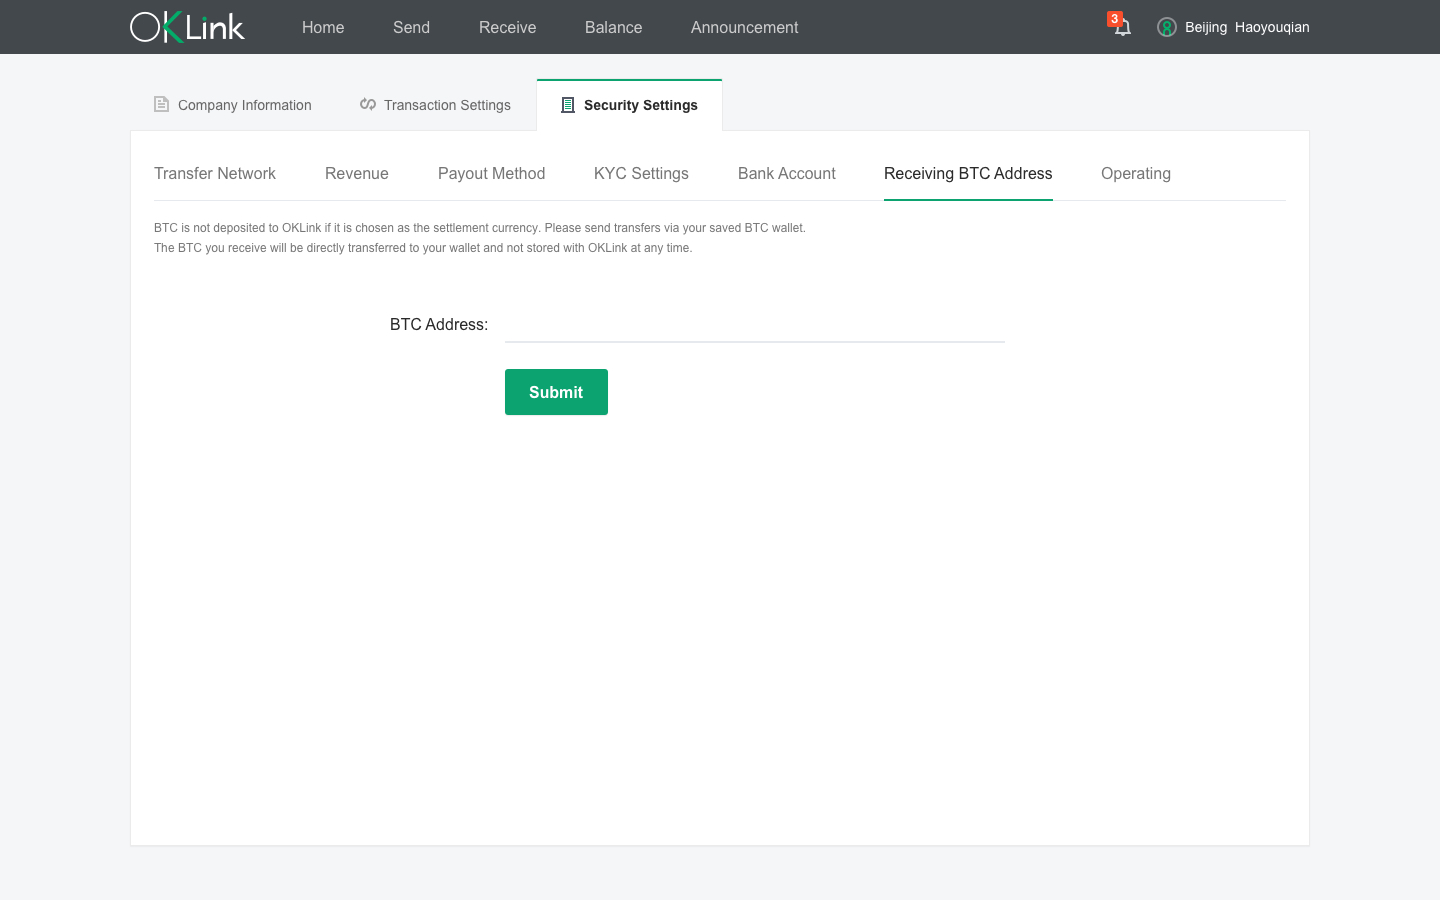 OKLink
Home Send Receive Balance Announcement 3 Beijing Haoyouqian
Company Information Transaction Settings Security Settings
Transfer Network Revenue Payout Method KYC Settings Bank Account Receiving BTC Address Operating
BTC is not deposited to OKLink if it is chosen as the settlement currency. Please send transfers via your saved BTC wallet.
The BTC you receive will be directly transferred to your wallet and not stored with OKLink at any time.
BTC Address:
Submit